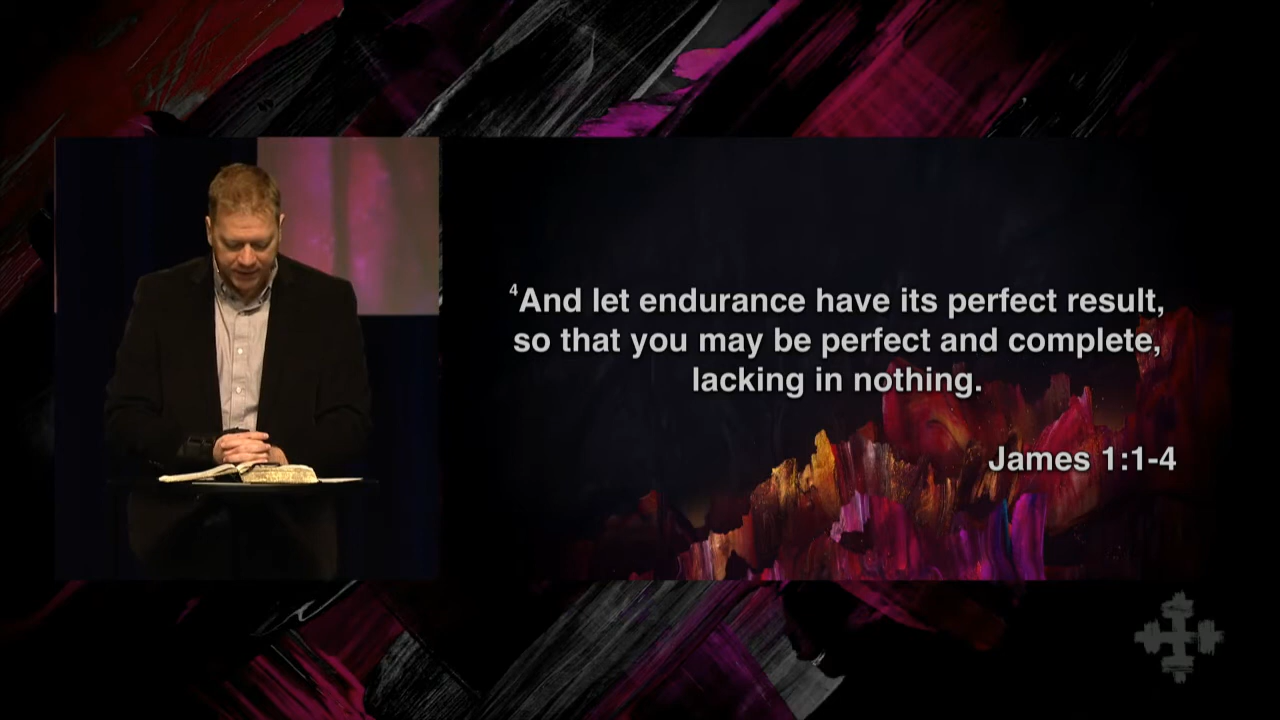 ⁴And let endurance have its perfect result,
so that you may be perfect and complete,
lacking in nothing.
James 1:1-4